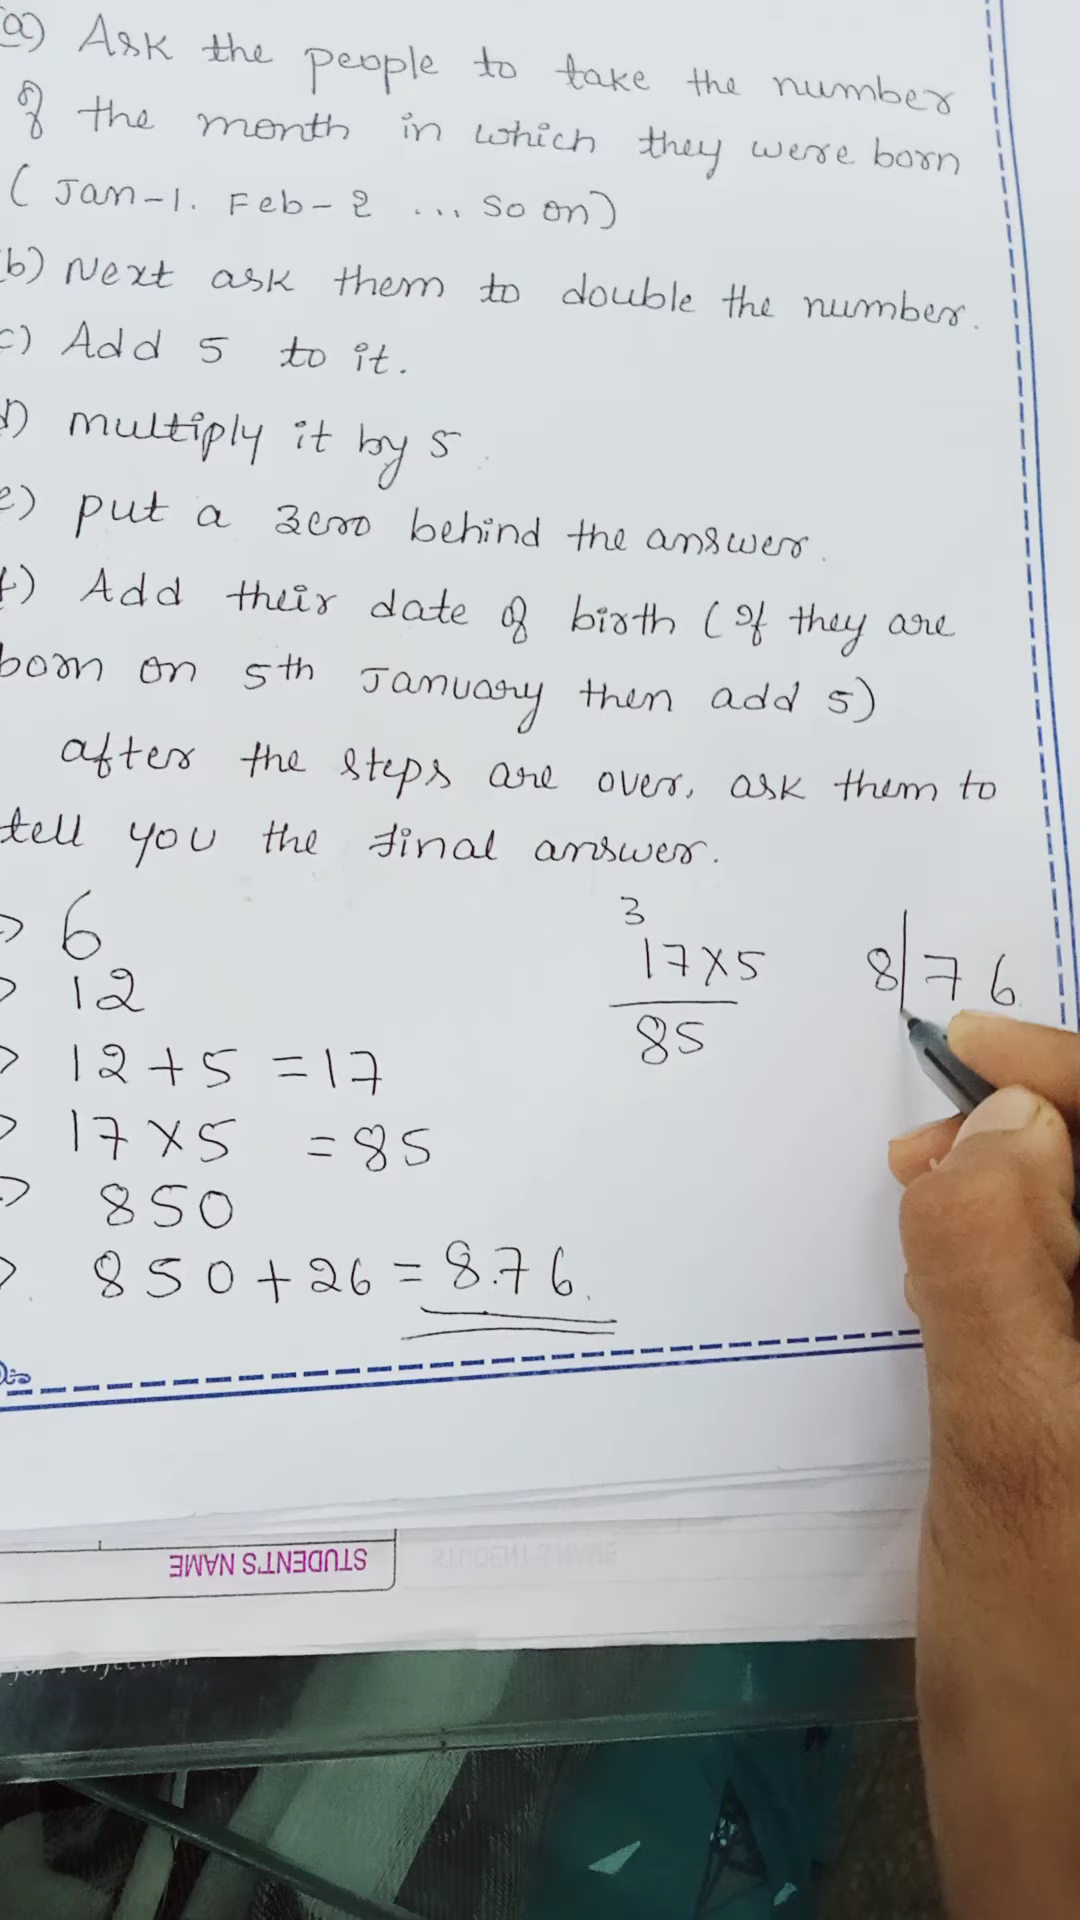 a) Ask the people to take the number
of the month in which they were born
( Jan-1. Feb-2 ... so on)
b) Next ask them to double the number.
c) Add 5 to it.
d) multiply it by 5
e) put a zero behind the answer.
f) Add their date of birth (If they are
born on 5th January then add 5)
after the steps are over, ask them to
tell you the final answer.
6
12
12+5 =17
17×5 =85
850
850+26 = 8.76.
3
17×5
85
8|76
STUDENT'S NAME